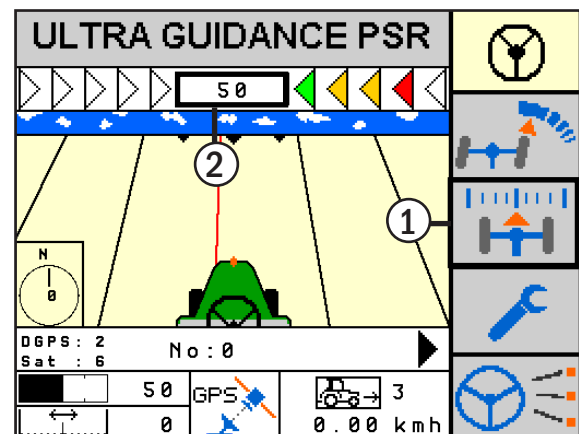 ULTRA GUIDANCE PSR
50
2
1
N
0
DGPS: 2
Sat : 6
No:0
50
GPS
3
0
0.00 kmh